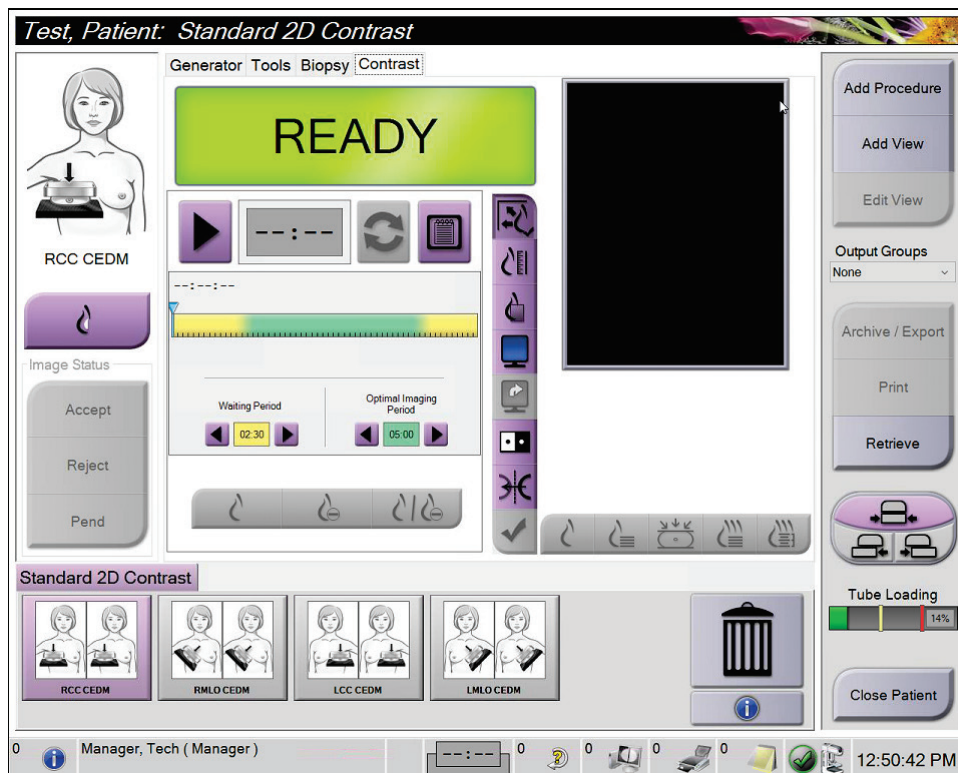 Test, Patient: Standard 2D Contrast
Generator Tools Biopsy Contrast
READY
RCC CEDM
--:--
--:--:--
Waiting Period
02:30
Optimal Imaging
Period
05:00
Image Status
Accept
Reject
Pend
Add Procedure
Add View
Edit View
Output Groups
None
Archive / Export
Print
Retrieve
Tube Loading
14%
Close Patient
Standard 2D Contrast
RCC CEDM
RMLO CEDM
LCC CEDM
LMLO CEDM
0
Manager, Tech ( Manager )
--:--
0
0
0
0
12:50:42 PM